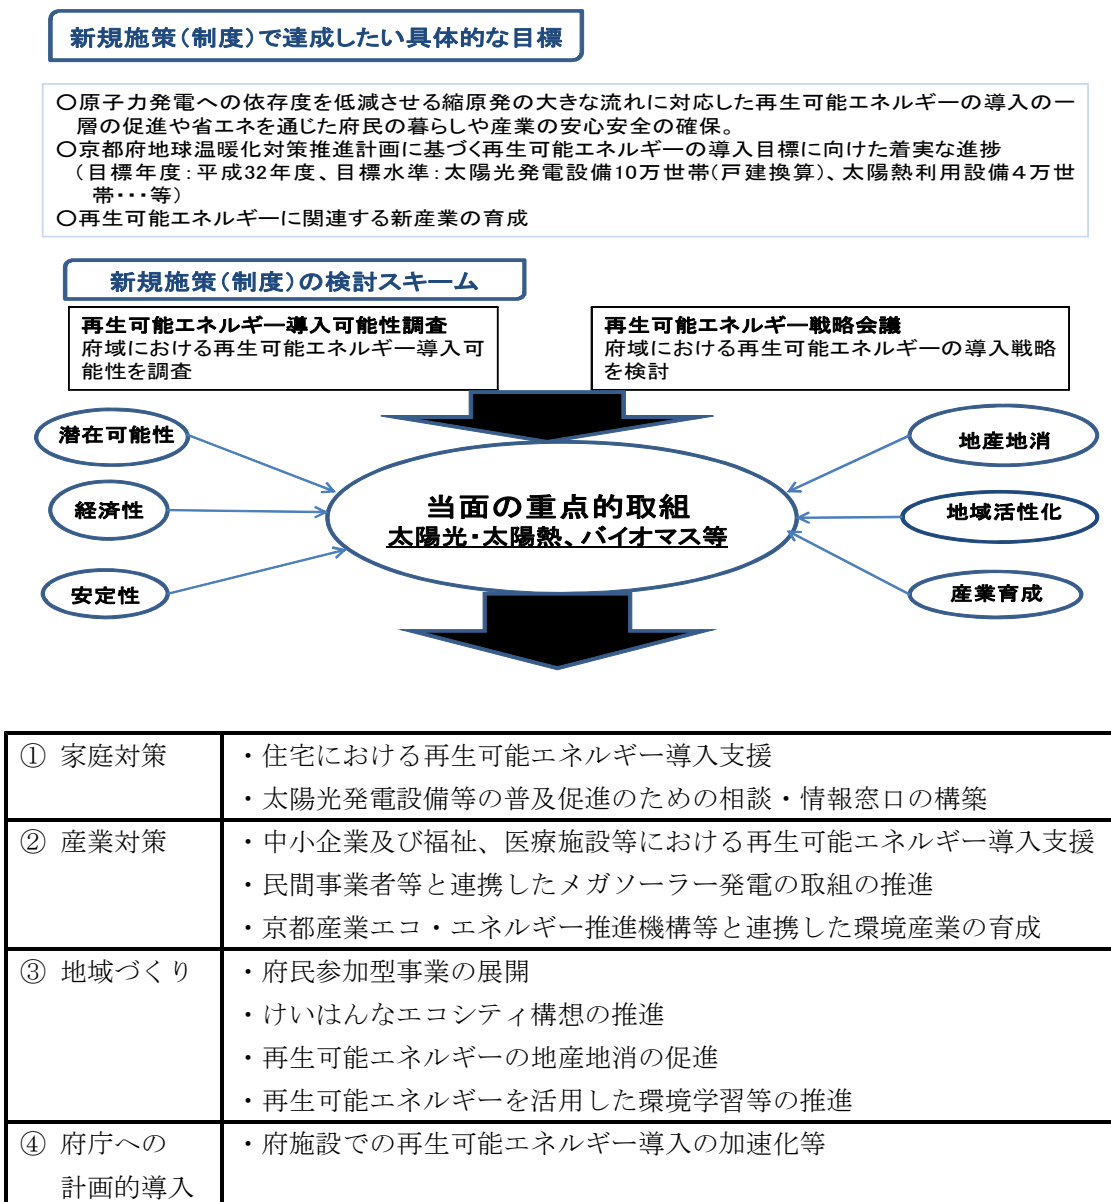 新規施策(制度)で達成したい具体的な目標
○原子力発電への依存度を低減させる縮原発の大きな流れに対応した再生可能エネルギーの導入の一
層の促進や省エネを通じた府民の暮らしや産業の安心安全の確保。
○京都府地球温暖化対策推進計画に基づく再生可能エネルギーの導入目標に向けた着実な進捗
(目標年度:平成32年度、目標水準:太陽光発電設備10万世帯(戸建換算)、太陽熱利用設備4万世
帯・・・等)
○再生可能エネルギーに関連する新産業の育成
新規施策(制度)の検討スキーム
再生可能エネルギー導入可能性調査
府域における再生可能エネルギー導入可
能性を調査
再生可能エネルギー戦略会議
府域における再生可能エネルギーの導入戦略
を検討
潜在可能性
経済性
安定性
当面の重点的取組
太陽光・太陽熱、バイオマス等
地産地消
地域活性化
産業育成
① 家庭対策
・住宅における再生可能エネルギー導入支援
・太陽光発電設備等の普及促進のための相談・情報窓口の構築
② 産業対策
・中小企業及び福祉、医療施設等における再生可能エネルギー導入支援
・民間事業者等と連携したメガソーラー発電の取組の推進
・京都産業エコ・エネルギー推進機構等と連携した環境産業の育成
③ 地域づくり
・府民参加型事業の展開
・けいはんなエコシティ構想の推進
・再生可能エネルギーの地産地消の促進
・再生可能エネルギーを活用した環境学習等の推進
④ 府庁への
計画的導入
・府施設での再生可能エネルギー導入の加速化等